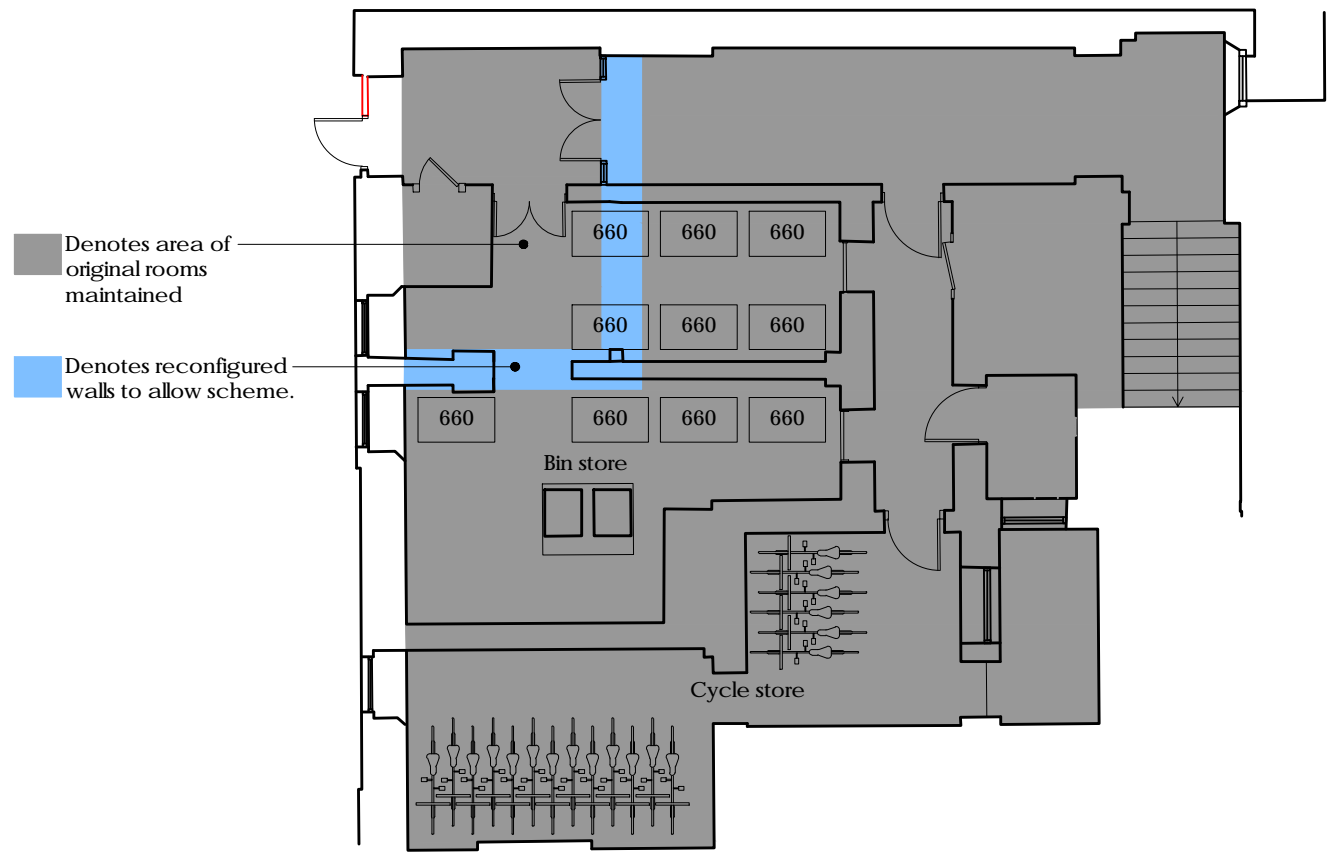 Denotes area of
original rooms
maintained
660 660 660
660 660 660
Denotes reconfigured
walls to allow scheme.
660 660 660 660
Bin store
Cycle store